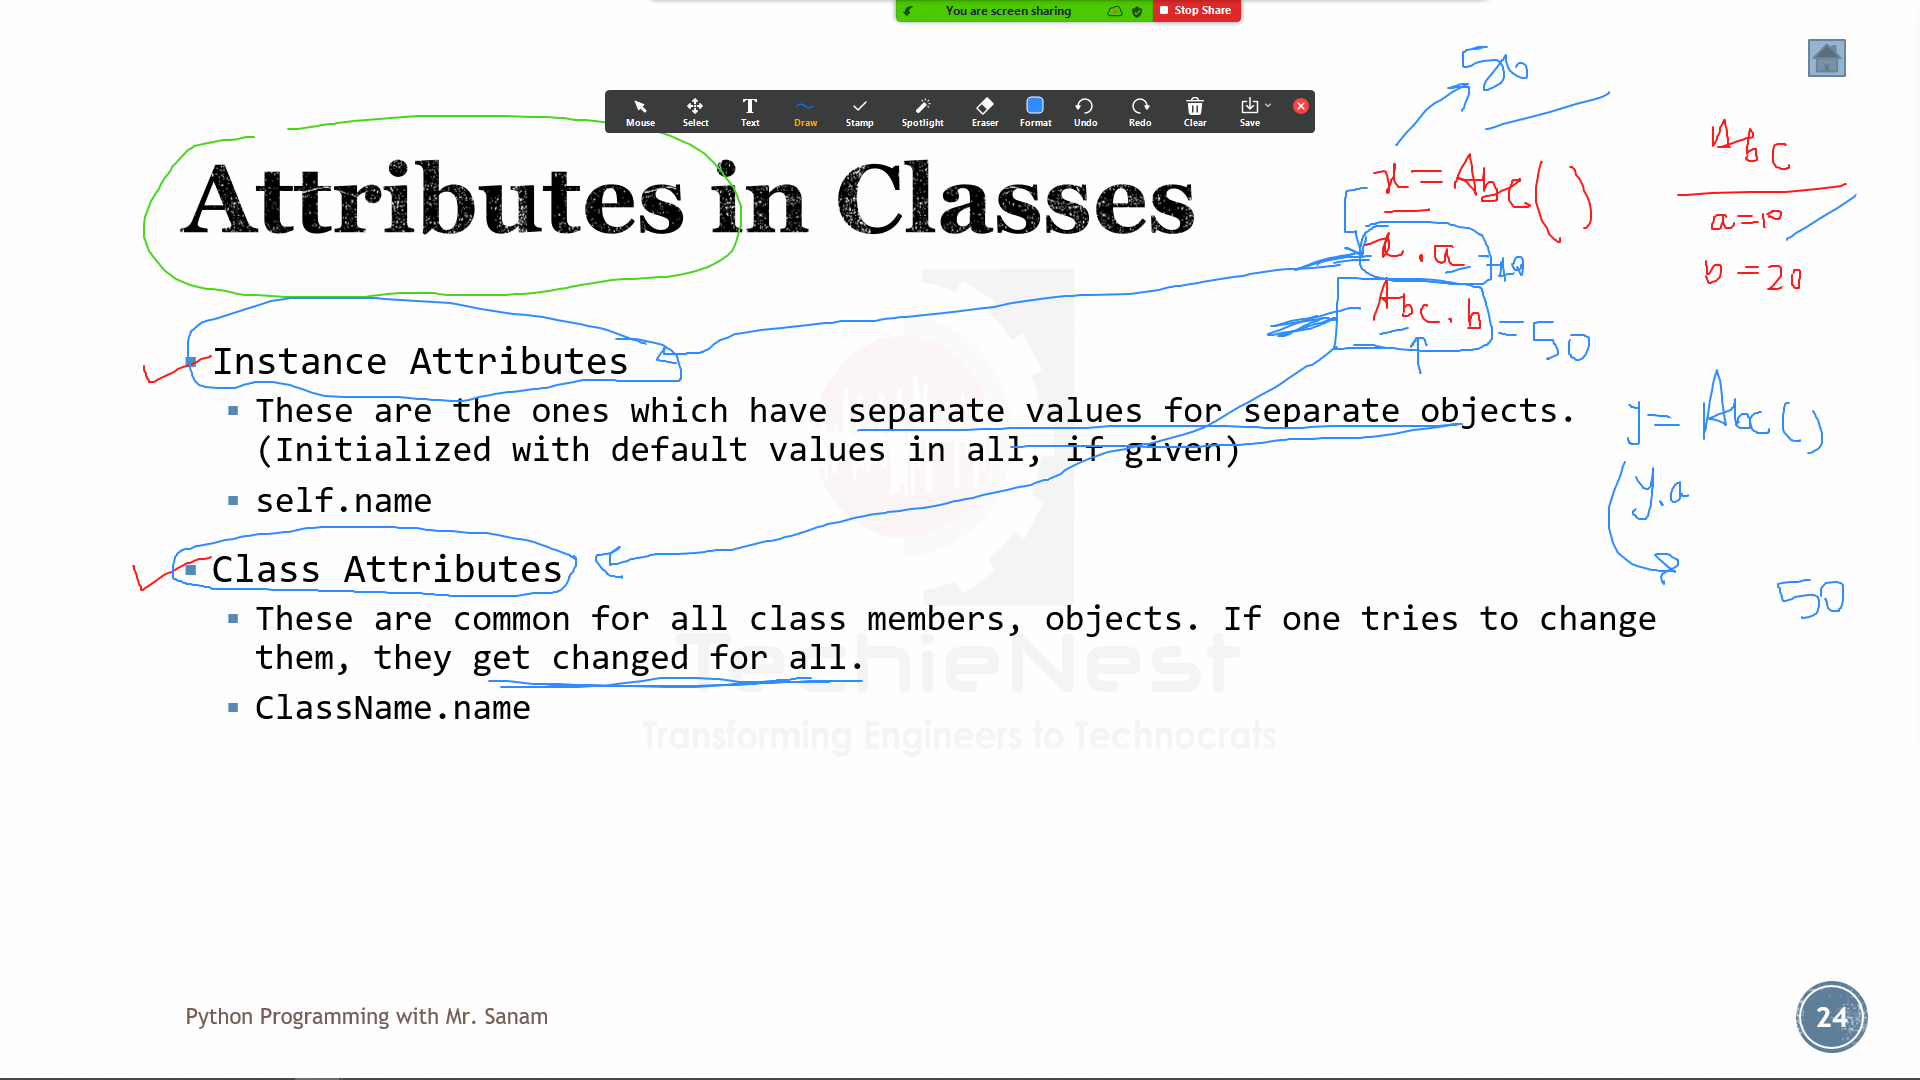 You are screen sharing
Stop Share
Mouse Select Text Draw Stamp Spotlight Eraser Format Undo Redo Clear Save
Attributes in Classes
Instance Attributes
These are the ones which have separate values for separate objects.
(Initialized with default values in all, if given)
self.name
Class Attributes
These are common for all class members, objects. If one tries to change
them, they get changed for all.
ClassName.name
TechieNest
Transforming Engineers to Technocrats
50
x = Abc()
x.a
Abc.b = 50
Abc
a=10
b=20
y = Abc()
y.a
50
Python Programming with Mr. Sanam
24